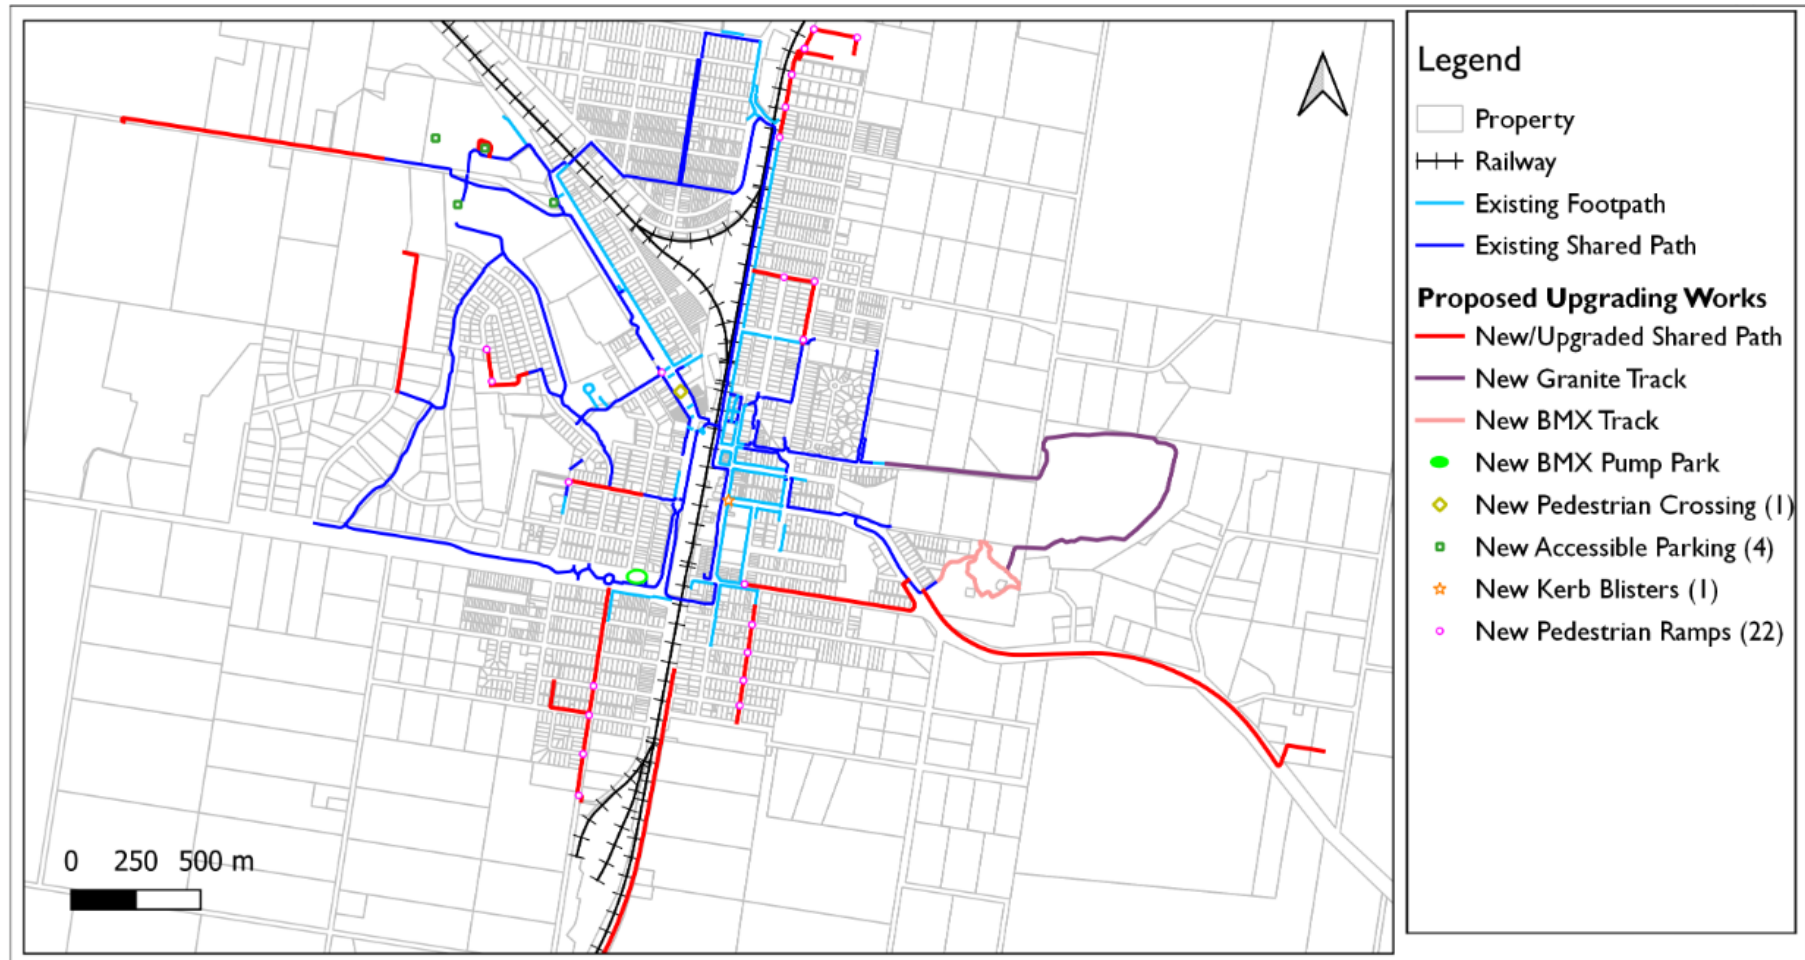 Legend
Property
Railway
Existing Footpath
Existing Shared Path
Proposed Upgrading Works
New/Upgraded Shared Path
New Granite Track
New BMX Track
New BMX Pump Park
New Pedestrian Crossing (1)
New Accessible Parking (4)
New Kerb Blisters (1)
New Pedestrian Ramps (22)
0 250 500 m